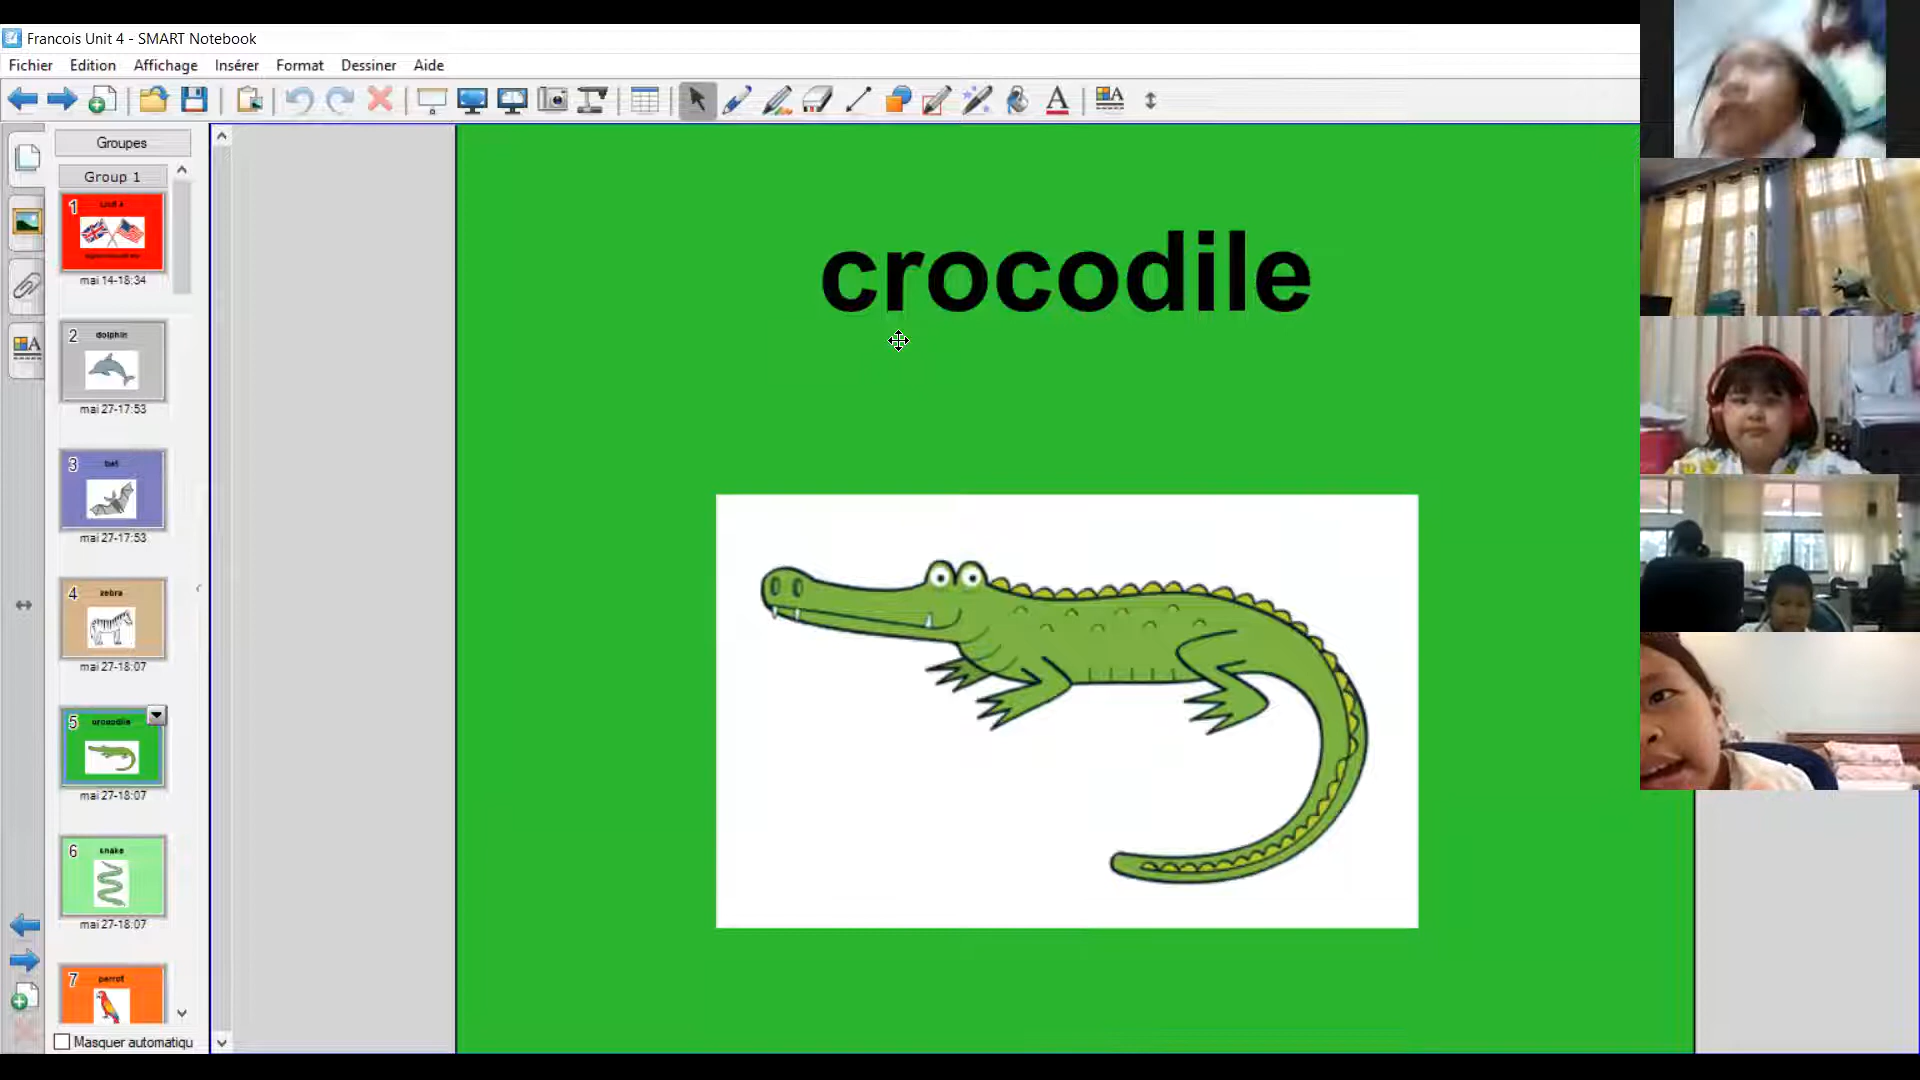 Francois Unit 4 - SMART Notebook
Fichier Edition Affichage Insérer Format Dessiner Aide
Groupes
Group 1
1
Unit 4
mai 14-18:34
2
dolphin
mai 27-17:53
3
bat
mai 27-17:53
4
zebra
mai 27-18:07
5
crocodile
mai 27-18:07
6
snake
mai 27-18:07
7
parrot
Masquer automatiqu
crocodile